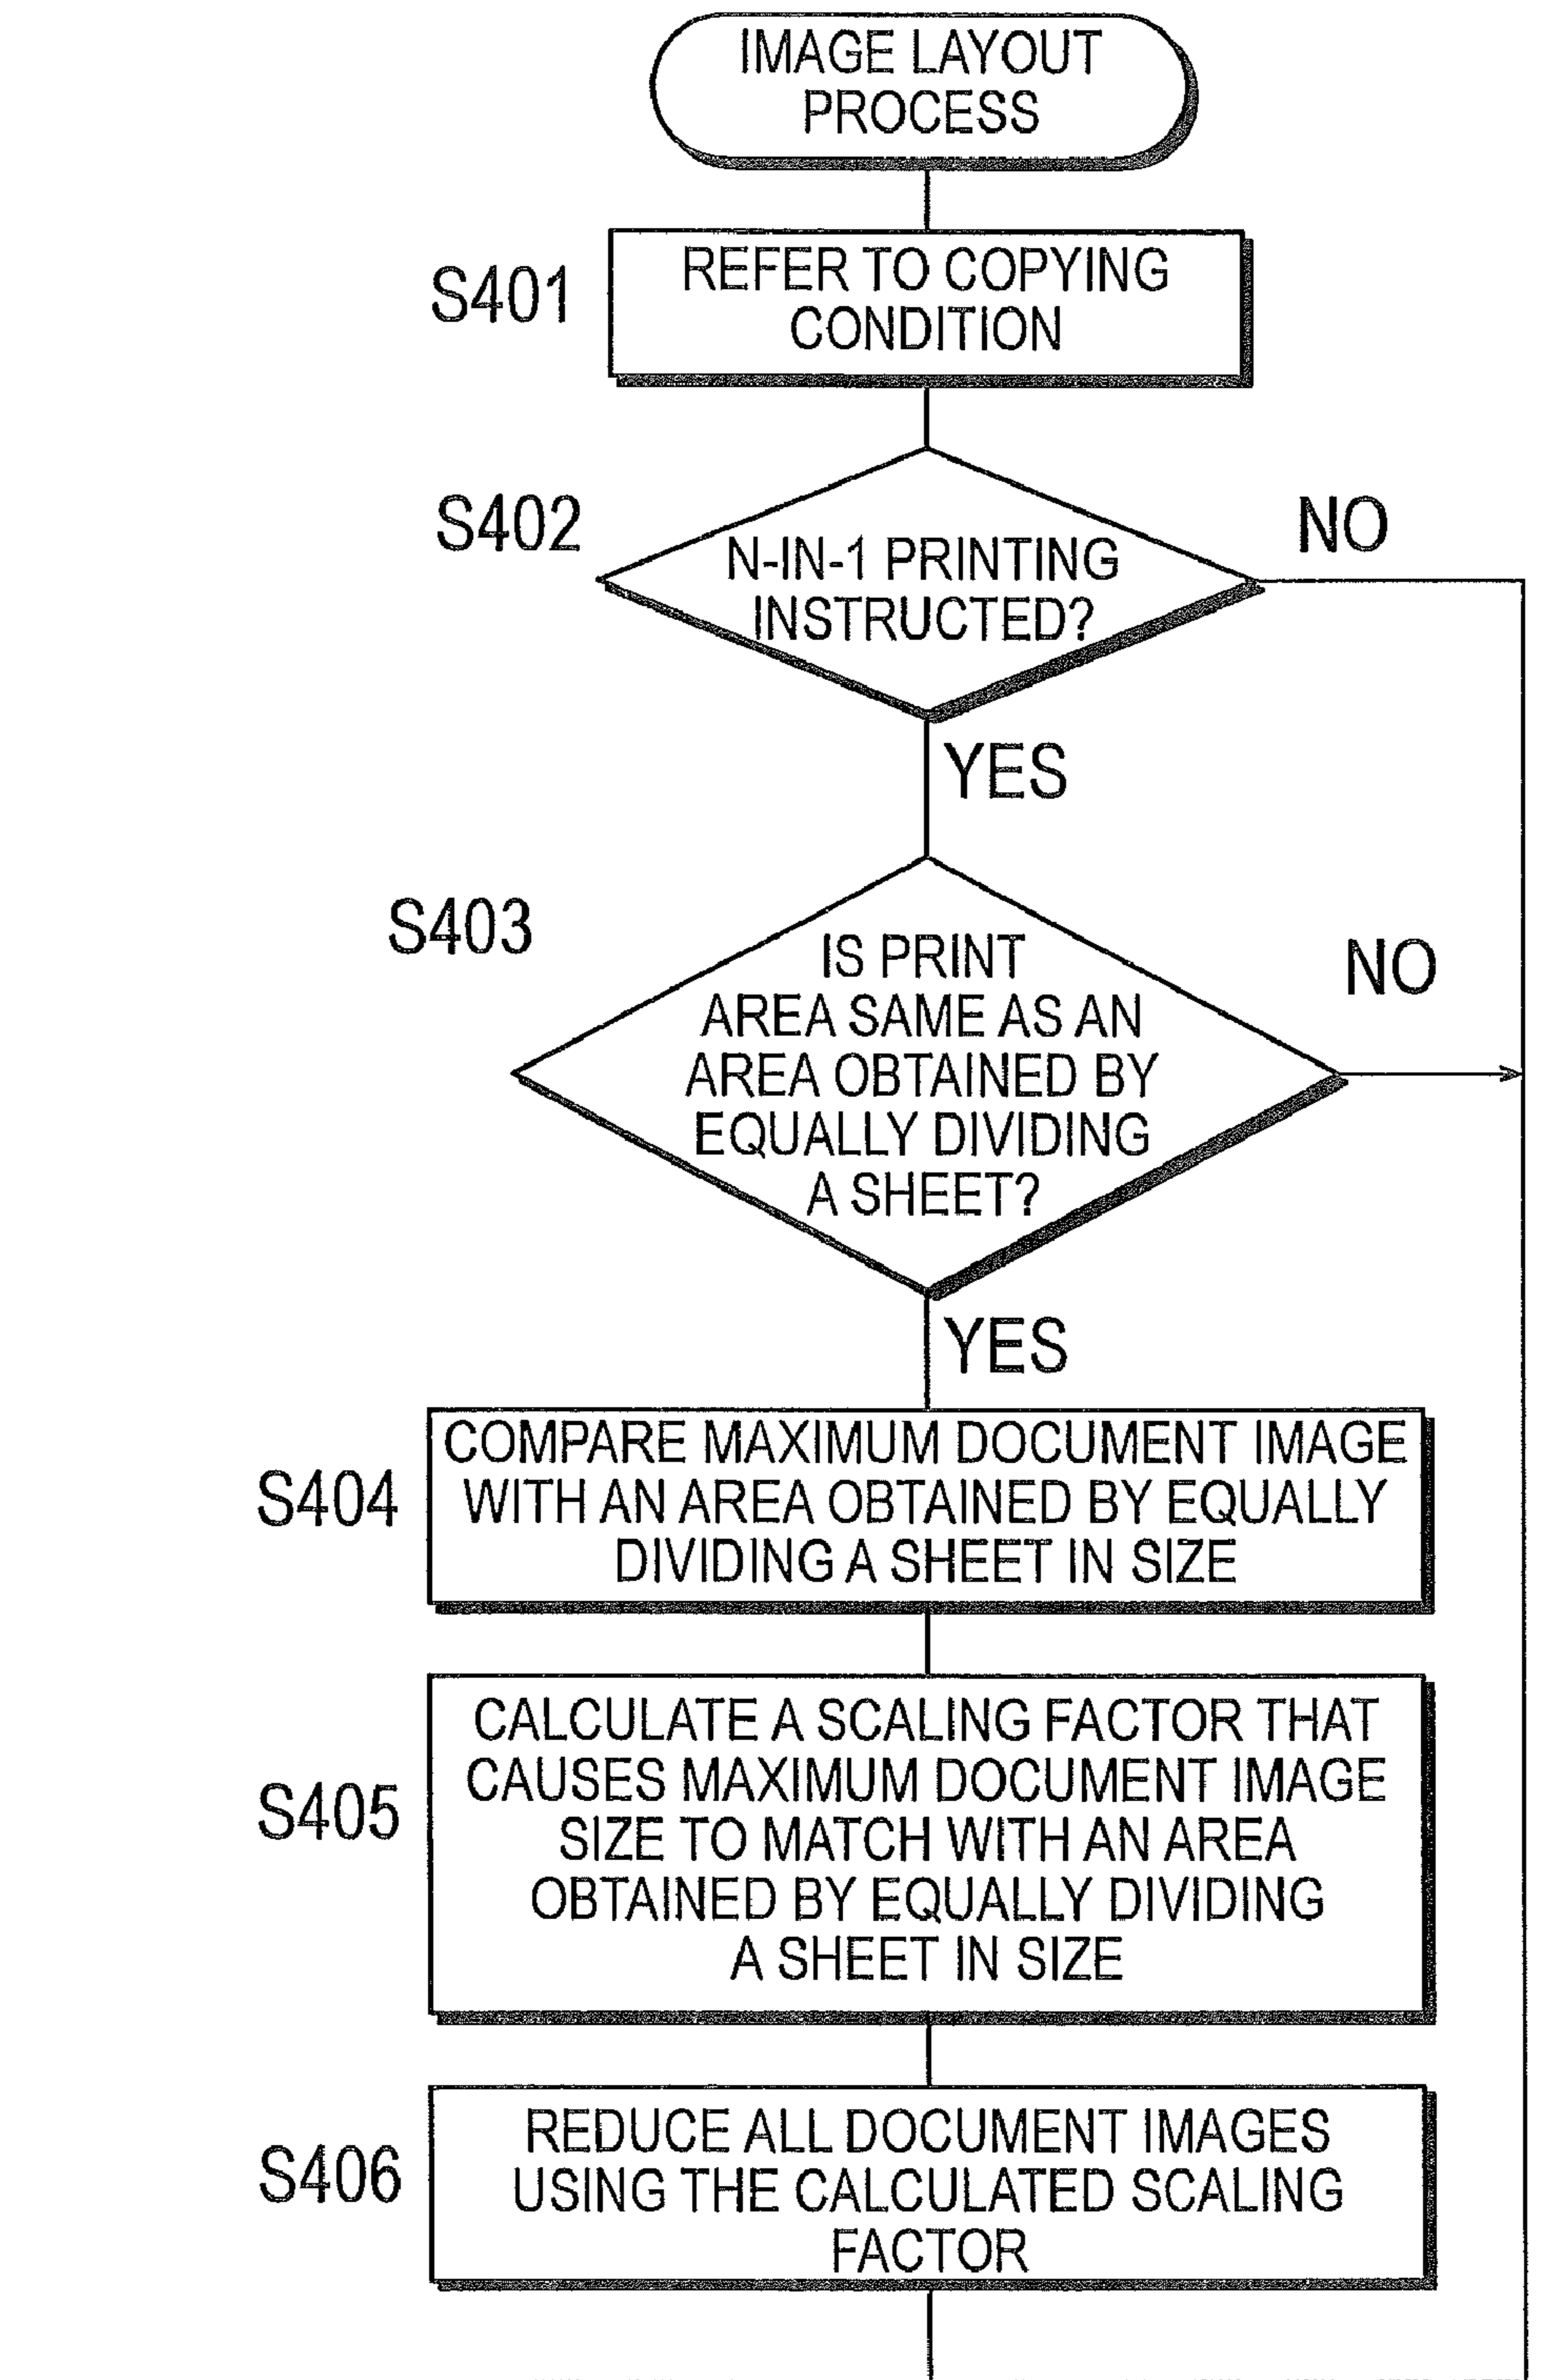 IMAGE LAYOUT
PROCESS
S401
REFER TO COPYING
CONDITION
S402
N-IN-1 PRINTING
INSTRUCTED?
NO
YES
S403
IS PRINT
AREA SAME AS AN
AREA OBTAINED BY
EQUALLY DIVIDING
A SHEET?
NO
YES
S404
COMPARE MAXIMUM DOCUMENT IMAGE
WITH AN AREA OBTAINED BY EQUALLY
DIVIDING A SHEET IN SIZE
S405
CALCULATE A SCALING FACTOR THAT
CAUSES MAXIMUM DOCUMENT IMAGE
SIZE TO MATCH WITH AN AREA
OBTAINED BY EQUALLY DIVIDING
A SHEET IN SIZE
S406
REDUCE ALL DOCUMENT IMAGES
USING THE CALCULATED SCALING
FACTOR